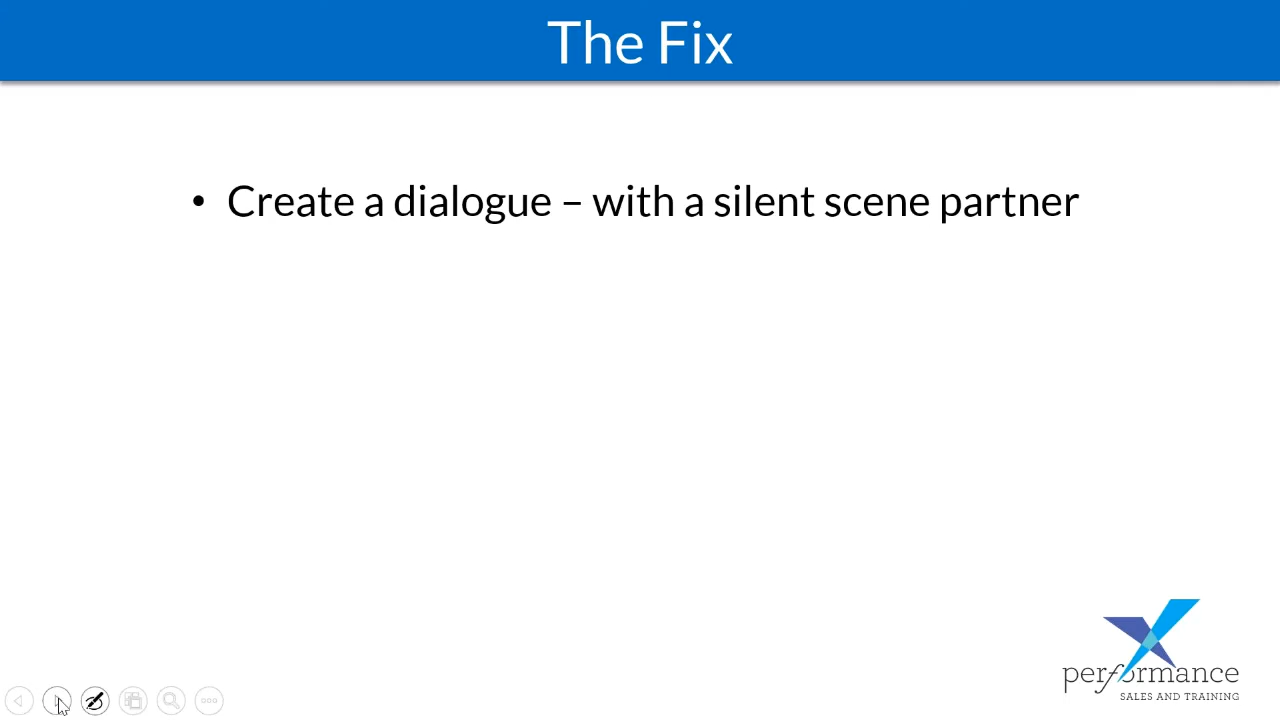 The Fix
• Create a dialogue – with a silent scene partner
performance
SALES AND TRAINING